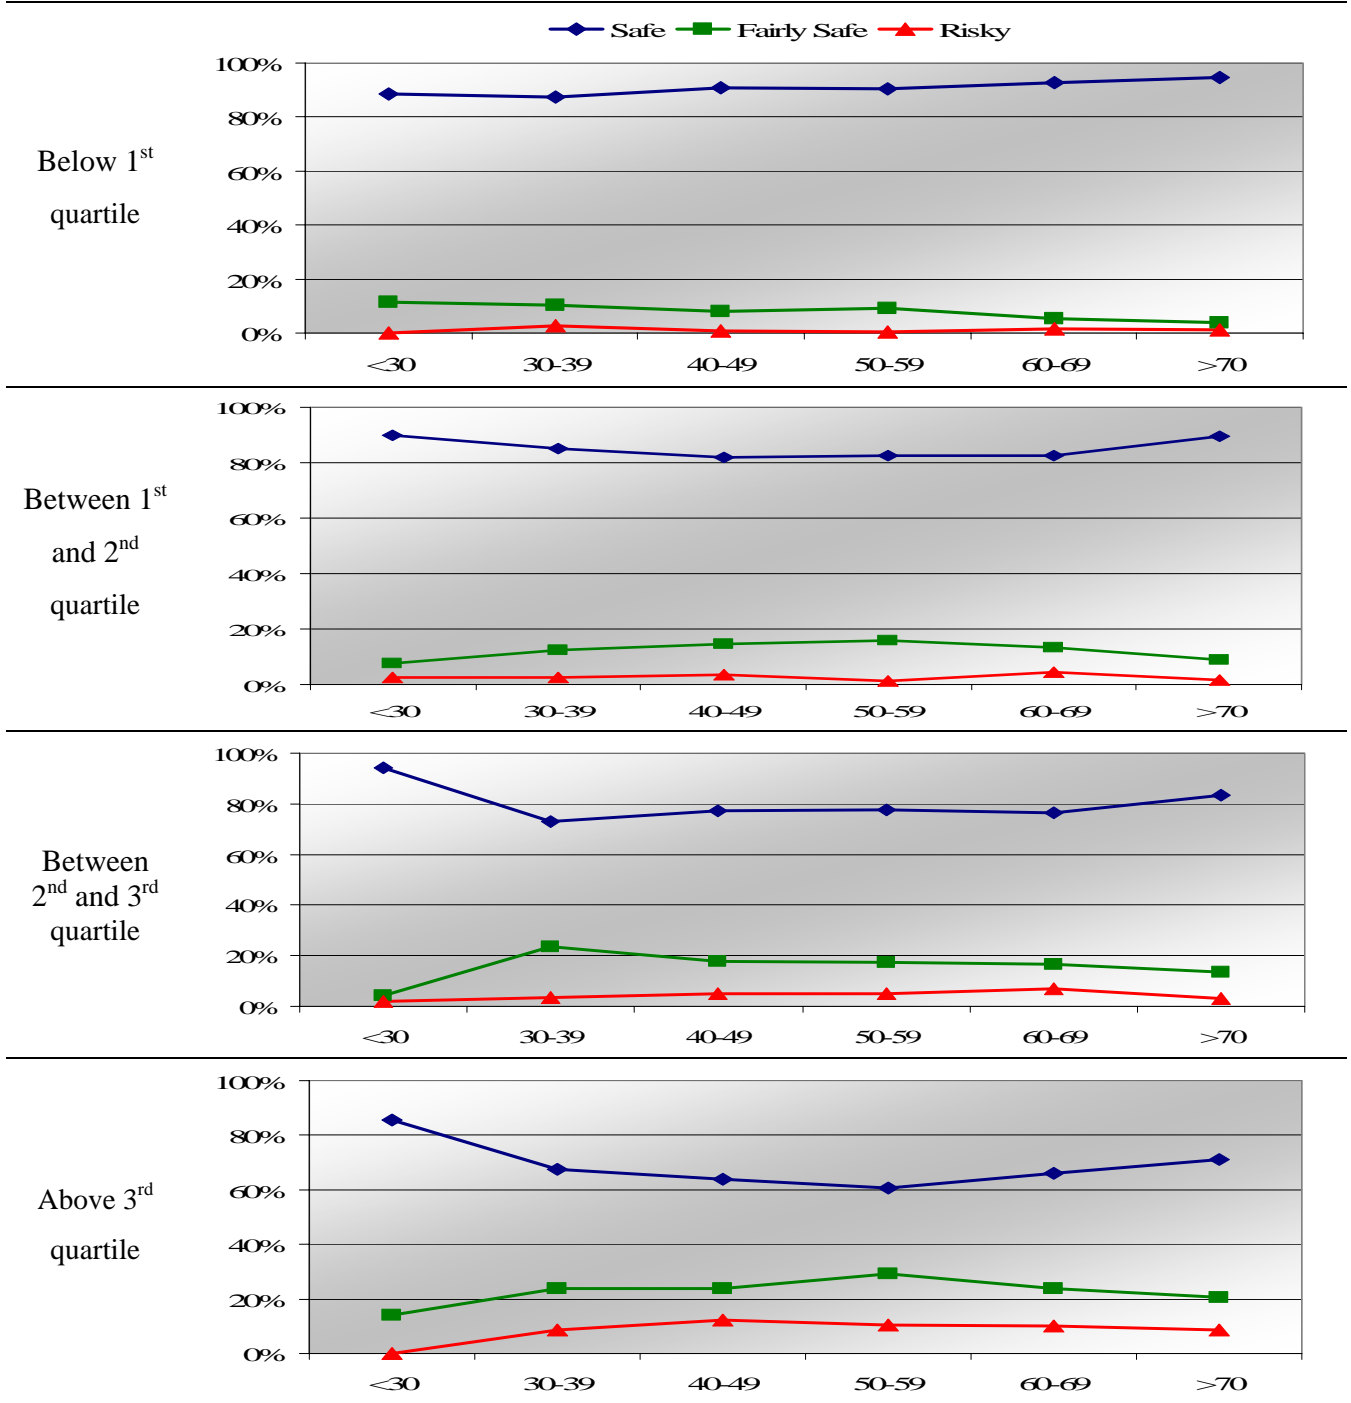 Safe Fairly Safe Risky
Below 1st
quartile
100%
80%
60%
40%
20%
0%
<30 30-39 40-49 50-59 60-69 >70
Between 1st
and 2nd
quartile
100%
80%
60%
40%
20%
0%
<30 30-39 40-49 50-59 60-69 >70
Between
2nd and 3rd
quartile
100%
80%
60%
40%
20%
0%
<30 30-39 40-49 50-59 60-69 >70
Above 3rd
quartile
100%
80%
60%
40%
20%
0%
<30 30-39 40-49 50-59 60-69 >70